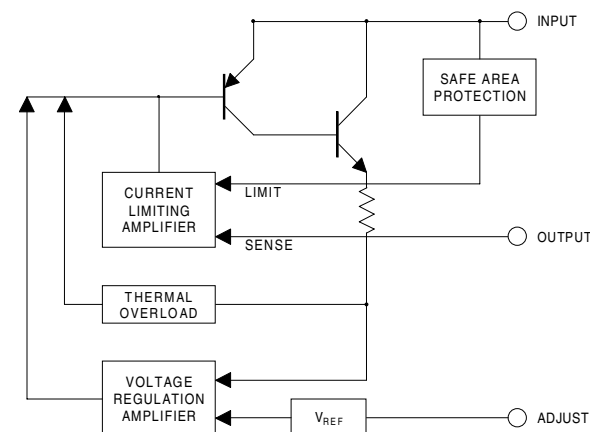 INPUT
SAFE AREA
PROTECTION
LIMIT
CURRENT
LIMITING
AMPLIFIER
OUTPUT
SENSE
THERMAL
OVERLOAD
VOLTAGE
REGULATION
AMPLIFIER
VREF
ADJUST